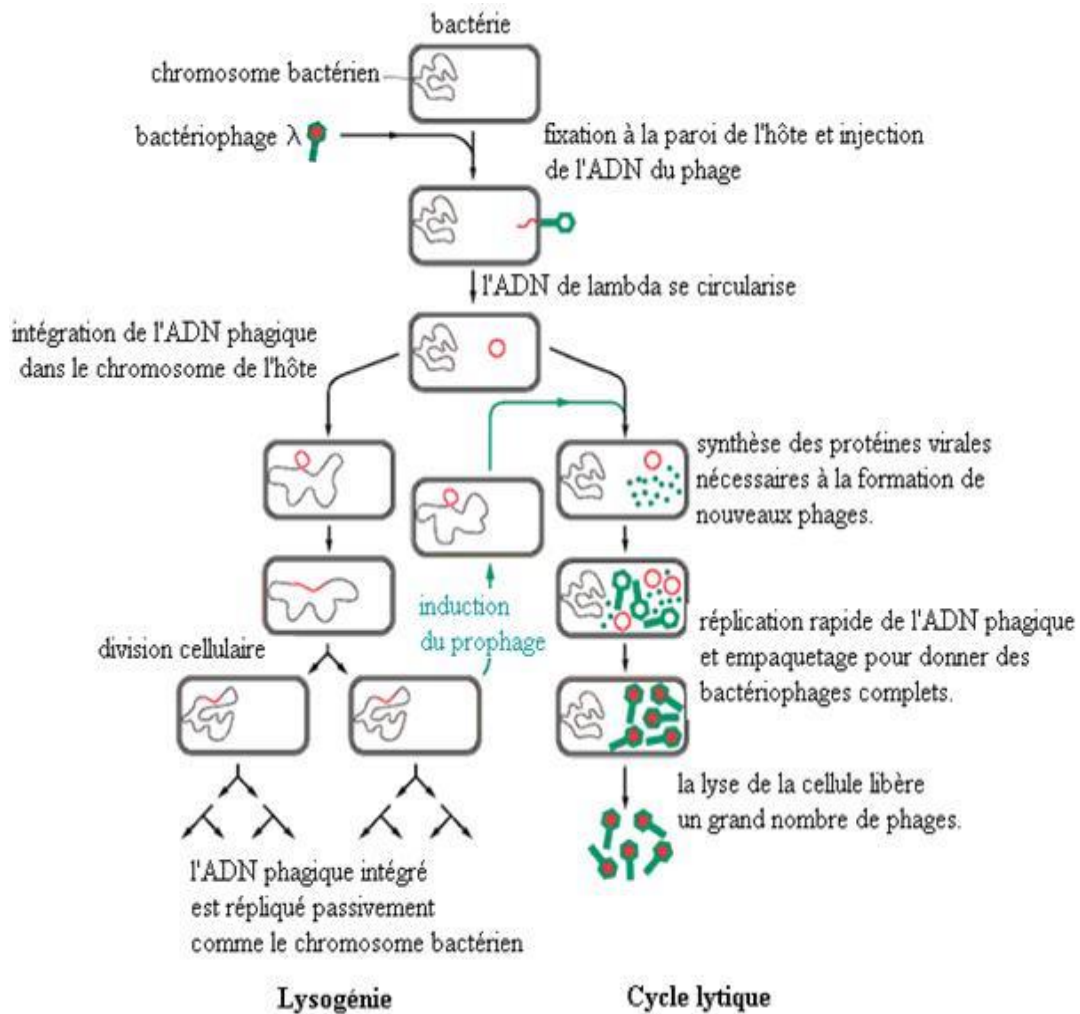 bactérie
chromosome bactérien
bactériophage λ
fixation à la paroi de l'hôte et injection
de l'ADN du phage
l'ADN de lambda se circularise
intégration de l'ADN phagique
dans le chromosome de l'hôte
synthèse des protéines virales
nécessaires à la formation de
nouveaux phages.
induction
du prophage
réplication rapide de l'ADN phagique
et empaquetage pour donner des
bactériophages complets.
division cellulaire
la lyse de la cellule libère
un grand nombre de phages.
l'ADN phagique intégré
est répliqué passivement
comme le chromosome bactérien
Lysogénie
Cycle lytique